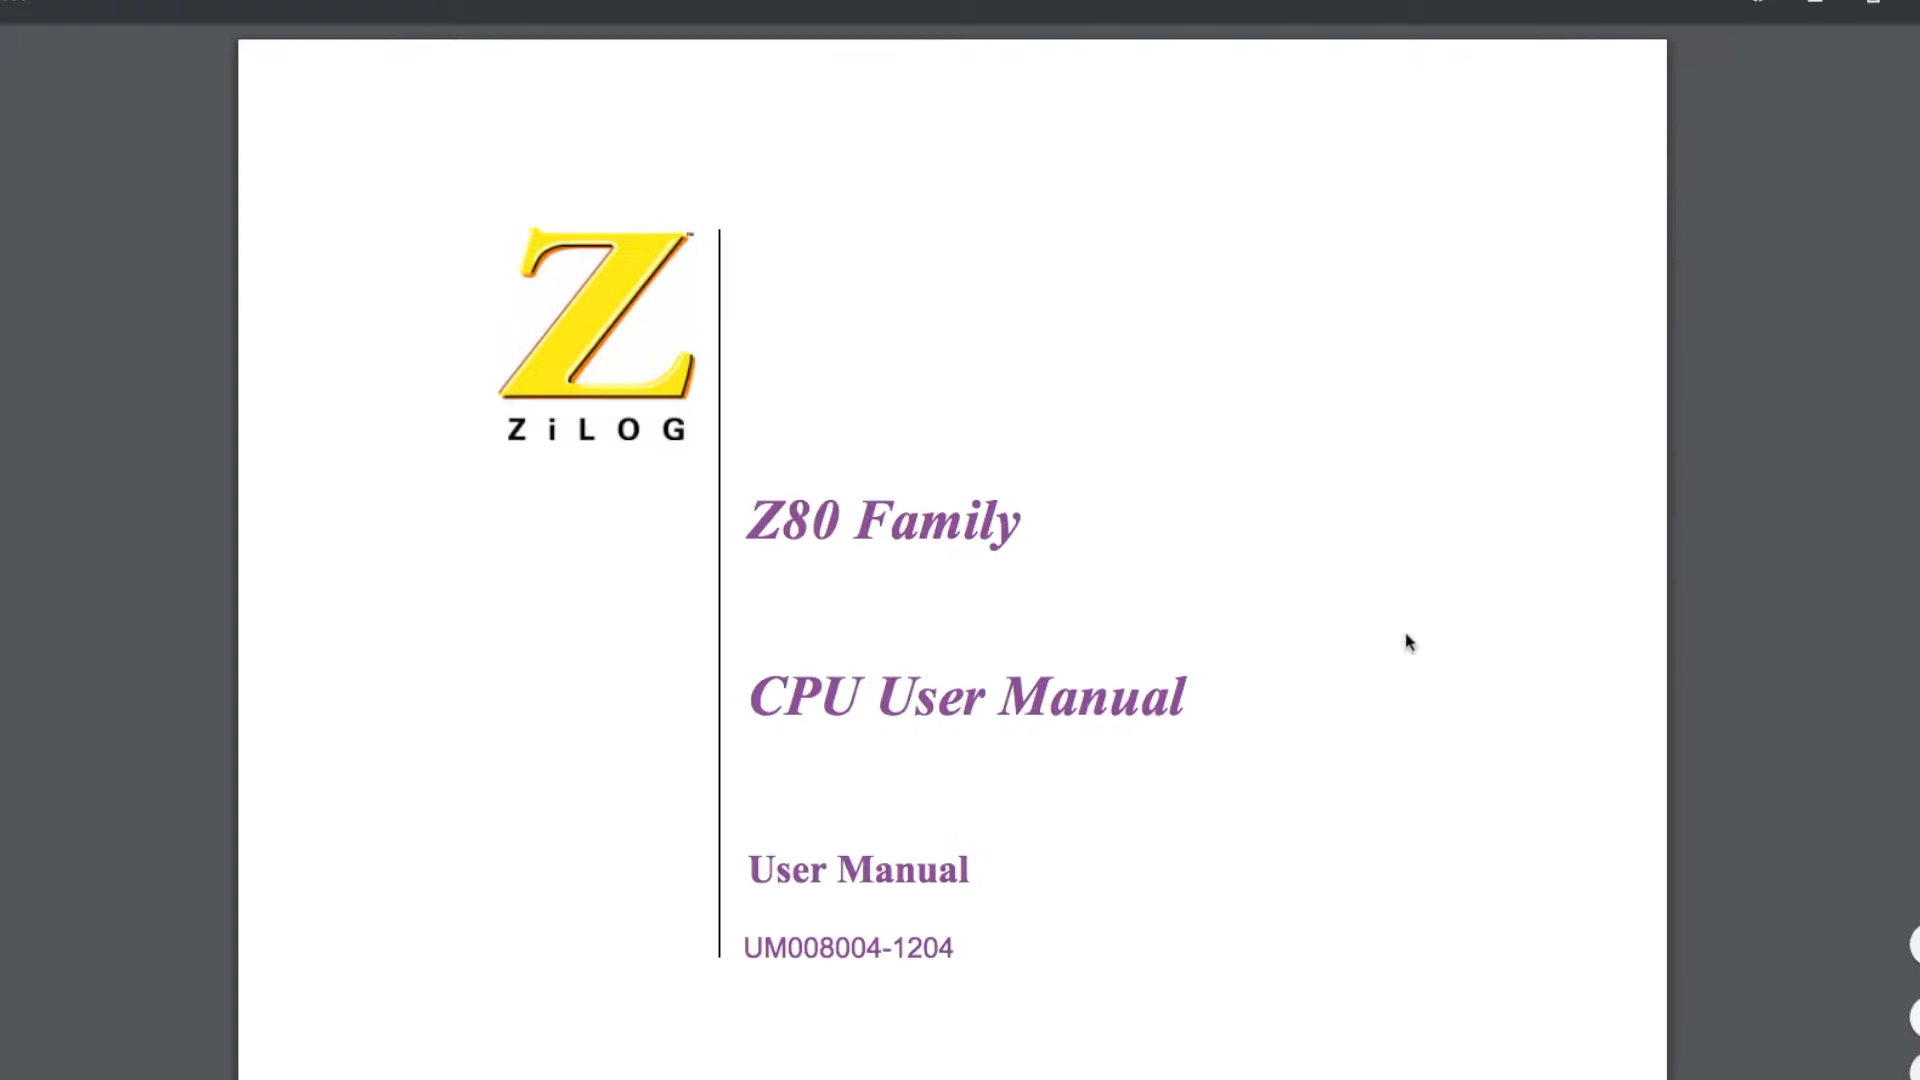 Z
ZiLOG
Z80 Family
CPU User Manual
User Manual
UM008004-1204